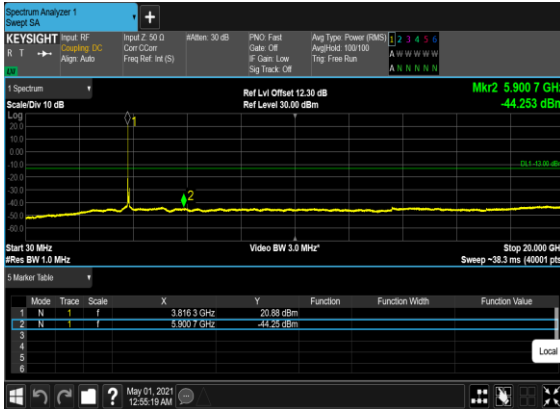 Spectrum Analyzer 1
Swept SA
+
KEYSIGHT
R T
Input: RF
Coupling: DC
Align: Auto
Input Z: 50 Ω
Corr CCorr
Freq Ref: Int (S)
#Atten: 30 dB
PNO: Fast
Gate: Off
IF Gain: Low
Sig Track: Off
Avg Type: Power (RMS)
Avg|Hold: 100/100
Trig: Free Run
1 2 3 4 5 6
A W W W W W
A N N N N N
1 Spectrum
Scale/Div 10 dB
Ref Lvl Offset 12.30 dB
Ref Level 30.00 dBm
Mkr2 5.900 7 GHz
-44.253 dBm
Log
20.0
10.0
0.00
-10.0
-20.0
-30.0
-40.0
-50.0
-60.0
1
2
DL1 -13.00 dBm
Start 30 MHz
#Res BW 1.0 MHz
Video BW 3.0 MHz*
Stop 20.000 GHz
Sweep ~38.3 ms (40001 pts)
5 Marker Table
Mode Trace Scale X Y Function Function Width Function Value
1 N 1 f 3.816 3 GHz 20.88 dBm
2 N 1 f 5.900 7 GHz -44.25 dBm
3
4
5
6
Local
?
May 01, 2021
12:55:19 AM